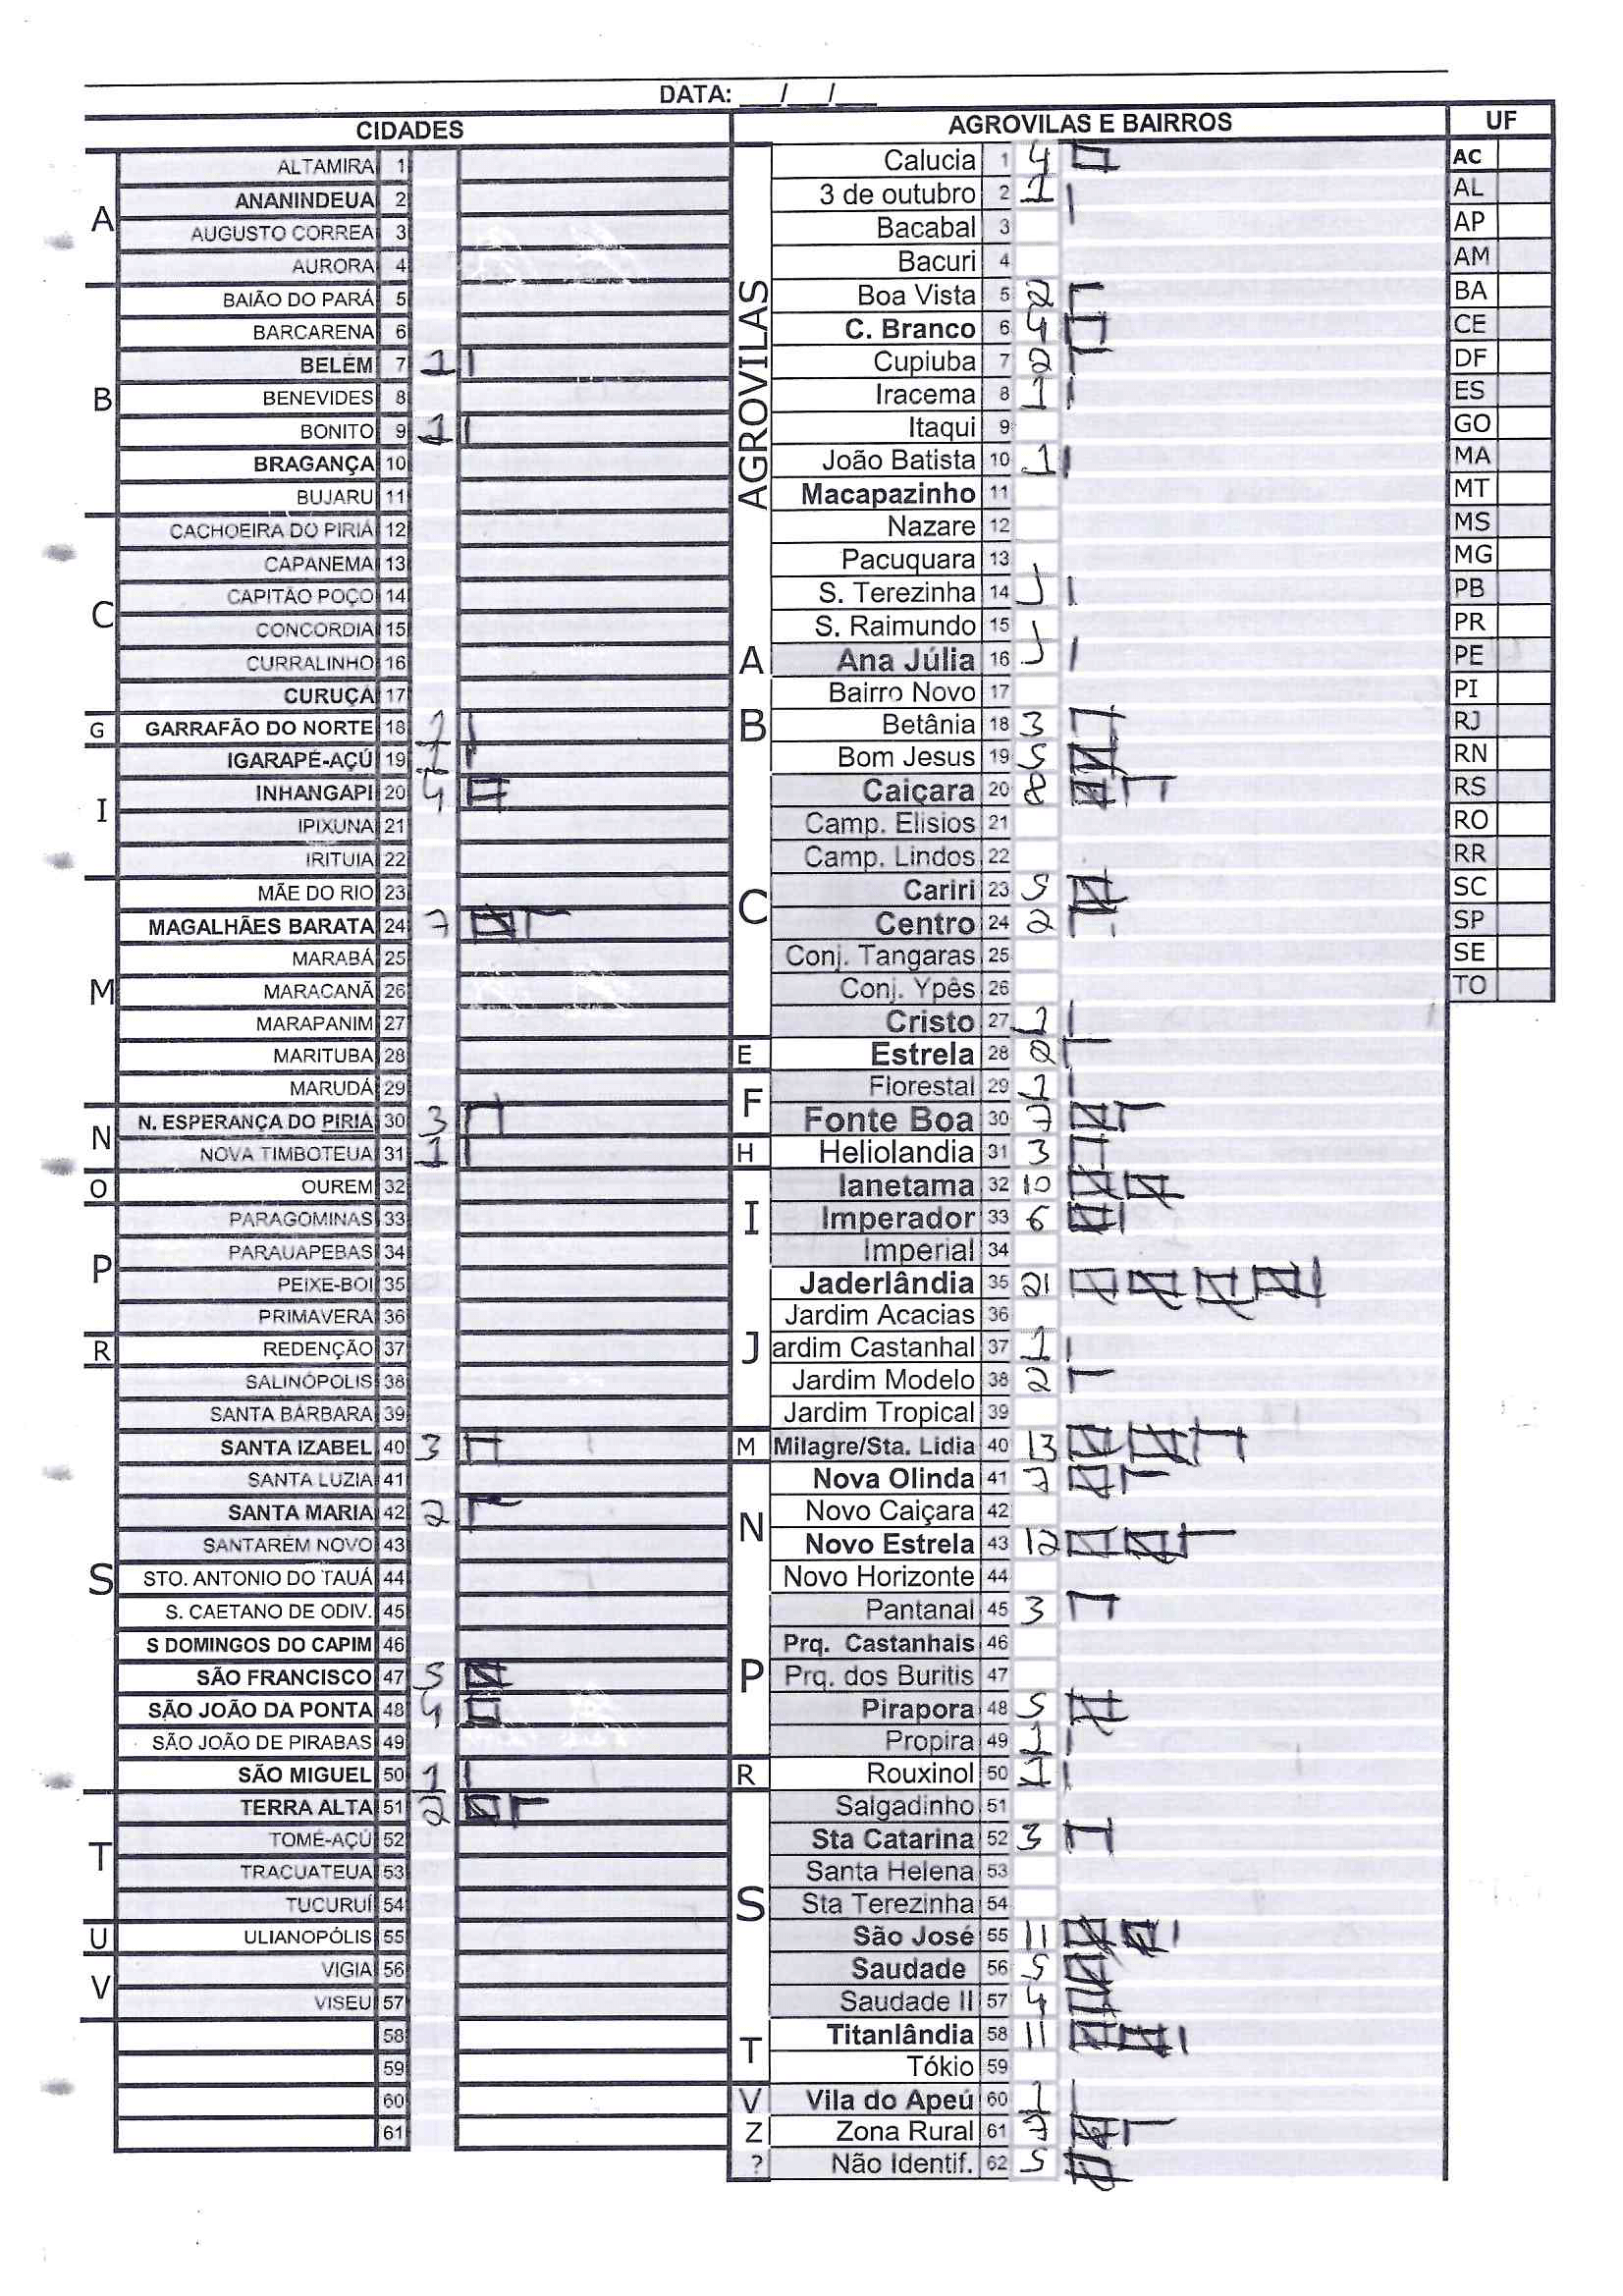 DATA: ___/___/___
CIDADES
A
ALTAMIRA 1
ANANINDEUA 2
AUGUSTO CORREA 3
AURORA 4
B
BAIÃO DO PARÁ 5
BARCARENA 6
BELÉM 7 1
BENEVIDES 8
BONITO 9 1
BRAGANÇA 10
BUJARU 11
C
CACHOEIRA DO PIRIÁ 12
CAPANEMA 13
CAPITÃO POÇO 14
CONCORDIA 15
CURRALINHO 16
CURUÇÁ 17
G
GARRAFÃO DO NORTE 18 1
I
IGARAPÉ-AÇÚ 19 1
INHANGAPI 20 4
IPIXUNA 21
IRITUIA 22
M
MÃE DO RIO 23
MAGALHÃES BARATA 24 7
MARABÁ 25
MARACANÃ 26
MARAPANIM 27
MARITUBA 28
MARUDÁ 29
N
N. ESPERANÇA DO PIRIÁ 30 3
NOVA TIMBOTEUA 31 1
O
OUREM 32
P
PARAGOMINAS 33
PARAUAPEBAS 34
PEIXE-BOI 35
PRIMAVERA 36
R
REDENÇÃO 37
S
SALINÓPOLIS 38
SANTA BÁRBARA 39
SANTA IZABEL 40 3
SANTA LUZIA 41
SANTA MARIA 42 2
SANTARÉM NOVO 43
STO. ANTONIO DO TAUÁ 44
S. CAETANO DE ODIV. 45
S DOMINGOS DO CAPIM 46
SÃO FRANCISCO 47 5
SÃO JOÃO DA PONTA 48 4
SÃO JOÃO DE PIRABAS 49
SÃO MIGUEL 50 1
T
TERRA ALTA 51
TOMÉ-AÇÚ 52
TRACUATEUA 53
TUCURUÍ 54
U
ULIANOPÓLIS 55
V
VIGIA 56
VISEU 57
58
59
60
61
AGROVILAS E BAIRROS
AGROVILAS
Calucia 1 4
3 de outubro 2 1
Bacabal 3
Bacuri 4
Boa Vista 5 2
C. Branco 6 4
Cupiuba 7 2
Iracema 8 1
Itaqui 9
João Batista 10 1
Macapazinho 11
Nazare 12
Pacuquara 13
S. Terezinha 14 1
S. Raimundo 15
A
Ana Júlia 16 1
B
Bairro Novo 17
Betânia 18 3
Bom Jesus 19 5
C
Caiçara 20 8
Camp. Elisios 21
Camp. Lindos 22
Cariri 23 5
Centro 24 2
Conj. Tangaras 25
Conj. Ypês 26
Cristo 27 1
E
Estrela 28 2
F
Florestal 29 1
Fonte Boa 30 7
H
Heliolandia 31 3
I
Ianetama 32 10
Imperador 33 6
Imperial 34
J
Jaderlândia 35 21
Jardim Acacias 36
ardim Castanhal 37 1
Jardim Modelo 38 2
Jardim Tropical 39
M
Milagre/Sta. Lidia 40 13
N
Nova Olinda 41 7
Novo Caiçara 42
Novo Estrela 43 12
Novo Horizonte 44
P
Pantanal 45 3
Prq. Castanhais 46
Prq. dos Buritis 47
Pirapora 48 5
Propira 49 1
R
Rouxinol 50 1
S
Salgadinho 51
Sta Catarina 52 3
Santa Helena 53
Sta Terezinha 54
São José 55 11
Saudade 56 5
Saudade II 57 4
T
Titanlândia 58 11
Tókio 59
V
Vila do Apeú 60 1
Z
Zona Rural 61 7
?
Não Identif. 62 5
UF
AC
AL
AP
AM
BA
CE
DF
ES
GO
MA
MT
MS
MG
PB
PR
PE
PI
RJ
RN
RS
RO
RR
SC
SP
SE
TO